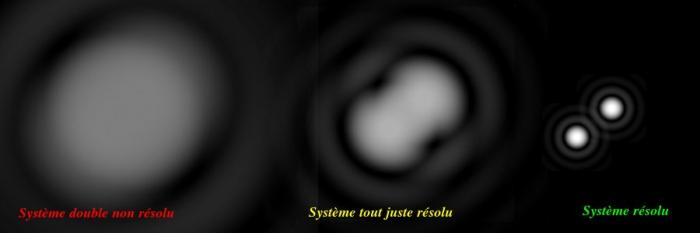 Système double non résolu
Système tout juste résolu
Système résolu